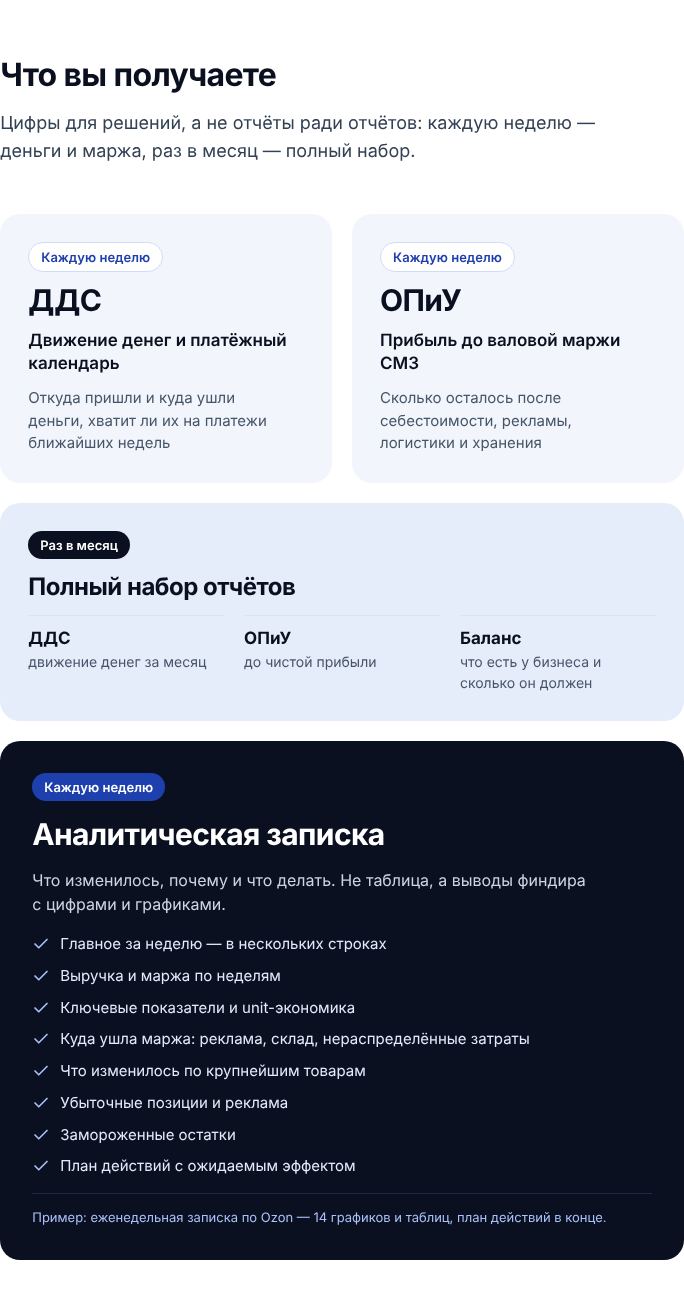 Что вы получаете
Цифры для решений, а не отчёты ради отчётов: каждую неделю —
деньги и маржа, раз в месяц — полный набор.
Каждую неделю
ДДС
Движение денег и платёжный
календарь
Откуда пришли и куда ушли
деньги, хватит ли их на платежи
ближайших недель
Каждую неделю
ОПиУ
Прибыль до валовой маржи
СМ3
Сколько осталось после
себестоимости, рекламы,
логистики и хранения
Раз в месяц
Полный набор отчётов
ДДС
движение денег за месяц
ОПиУ
до чистой прибыли
Баланс
что есть у бизнеса и
сколько он должен
Каждую неделю
Аналитическая записка
Что изменилось, почему и что делать. Не таблица, а выводы финдира
с цифрами и графиками.
Главное за неделю — в нескольких строках
Выручка и маржа по неделям
Ключевые показатели и unit-экономика
Куда ушла маржа: реклама, склад, нераспределённые затраты
Что изменилось по крупнейшим товарам
Убыточные позиции и реклама
Замороженные остатки
План действий с ожидаемым эффектом
Пример: еженедельная записка по Ozon — 14 графиков и таблиц, план действий в конце.